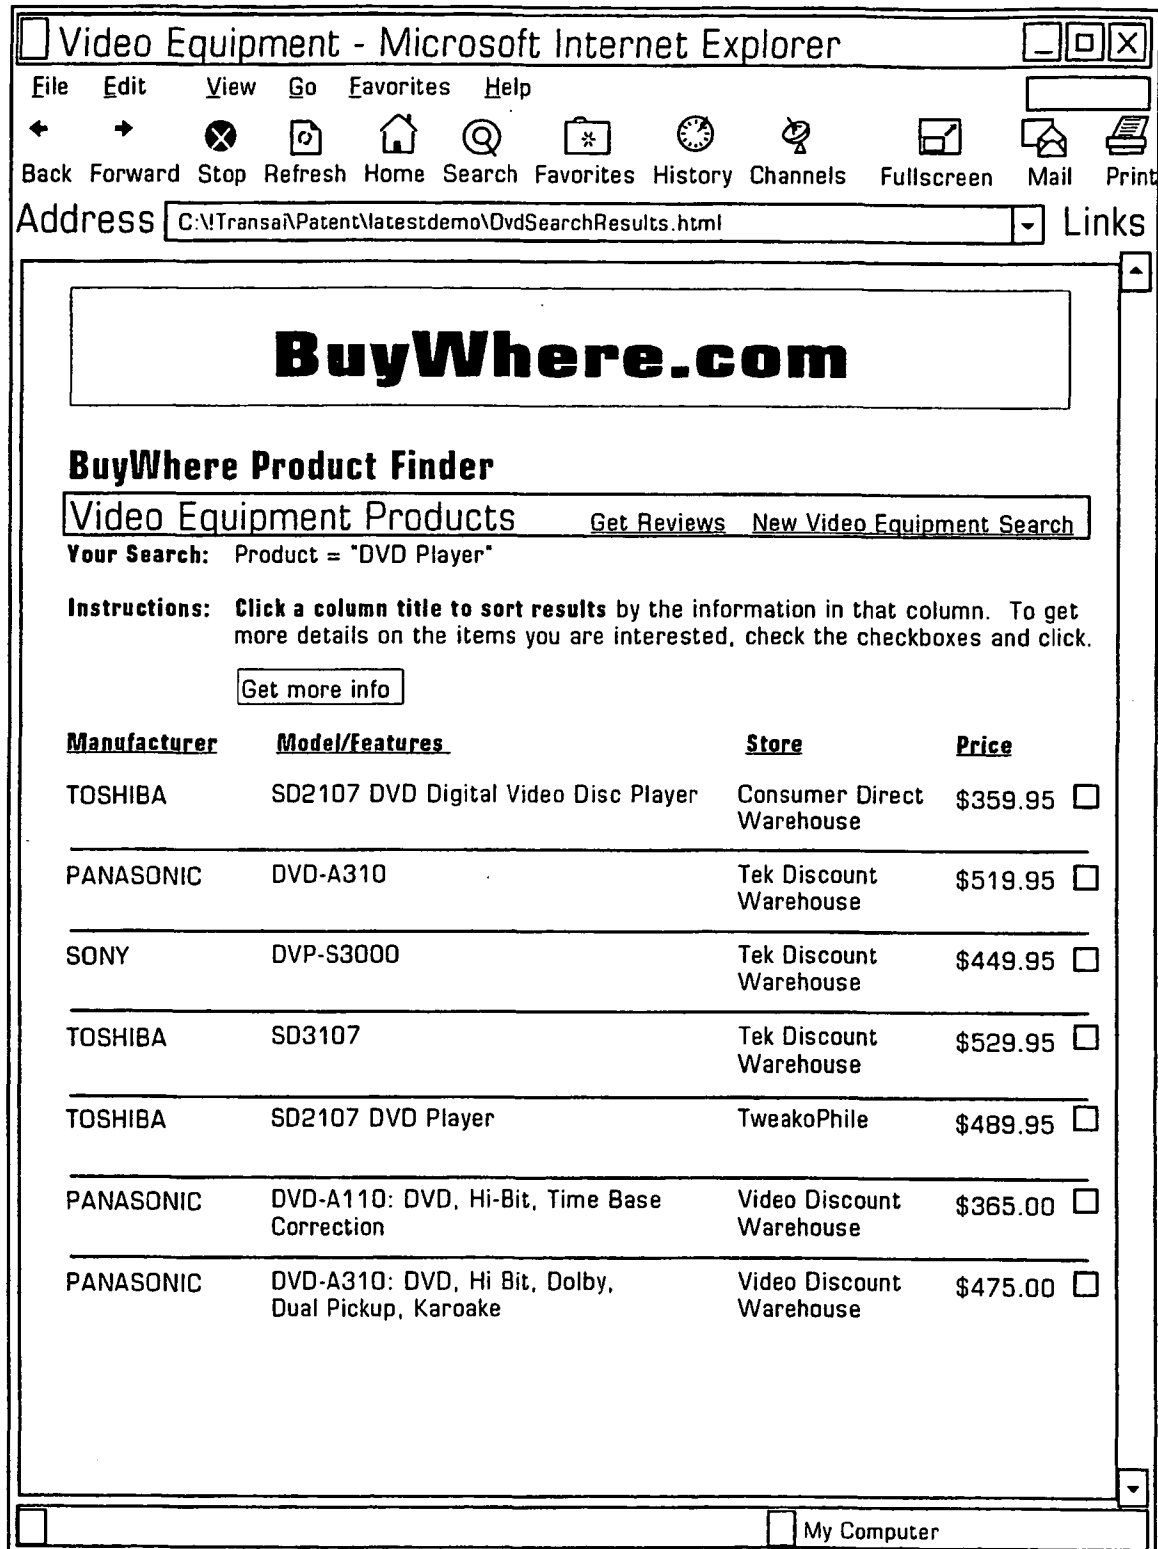 Video Equipment - Microsoft Internet Explorer
File Edit View Go Favorites Help
Back Forward Stop Refresh Home Search Favorites History Channels Fullscreen Mail Print
Address C:\!Transai\Patent\latestdemo\DvdSearchResults.html Links
BuyWhere.com
BuyWhere Product Finder
Video Equipment Products Get Reviews New Video Equipment Search
Your Search: Product = "DVD Player"
Instructions: Click a column title to sort results by the information in that column. To get
more details on the items you are interested, check the checkboxes and click.
Get more info
Manufacturer Model/Features Store Price
TOSHIBA SD2107 DVD Digital Video Disc Player Consumer Direct $359.95
Warehouse
PANASONIC DVD-A310 Tek Discount $519.95
Warehouse
SONY DVP-S3000 Tek Discount $449.95
Warehouse
TOSHIBA SD3107 Tek Discount $529.95
Warehouse
TOSHIBA SD2107 DVD Player TweakoPhile $489.95
PANASONIC DVD-A110: DVD, Hi-Bit, Time Base Video Discount $365.00
Correction Warehouse
PANASONIC DVD-A310: DVD, Hi Bit, Dolby, Video Discount $475.00
Dual Pickup, Karoake Warehouse
My Computer